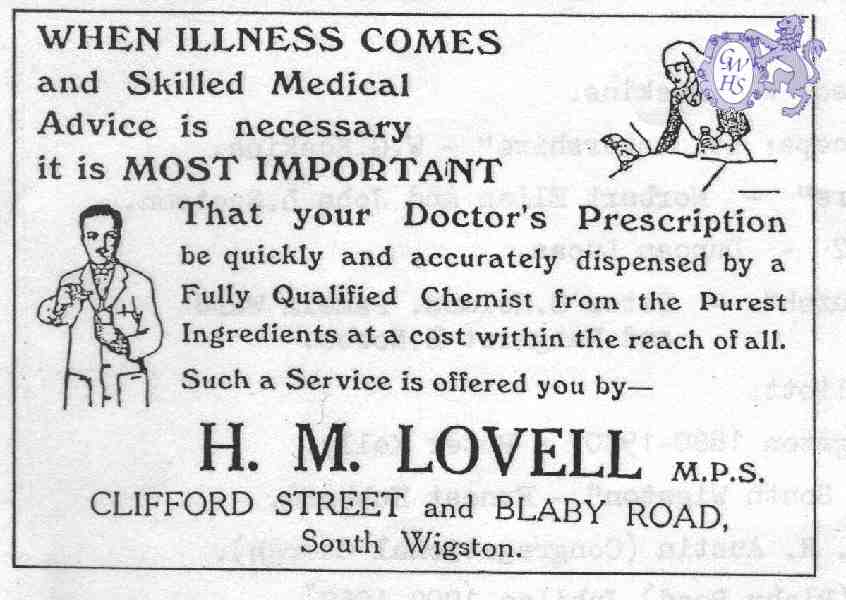 WHEN ILLNESS COMES
and Skilled Medical
Advice is necessary
it is MOST IMPORTANT
That your Doctor's Prescription
be quickly and accurately dispensed by a
Fully Qualified Chemist from the Purest
Ingredients at a cost within the reach of all.
Such a Service is offered you by—
H. M. LOVELL M.P.S.
CLIFFORD STREET and BLABY ROAD,
South Wigston.
GWHS